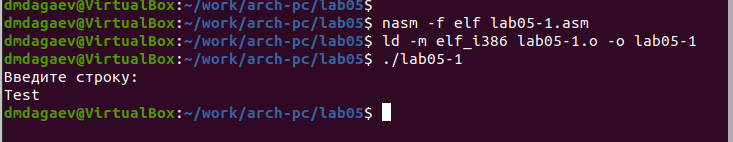 dmdagaev@VirtualBox:~/work/arch-pc/lab05$
dmdagaev@VirtualBox:~/work/arch-pc/lab05$ nasm -f elf lab05-1.asm
dmdagaev@VirtualBox:~/work/arch-pc/lab05$ ld -m elf_i386 lab05-1.o -o lab05-1
dmdagaev@VirtualBox:~/work/arch-pc/lab05$ ./lab05-1
Введите строку:
Test
dmdagaev@VirtualBox:~/work/arch-pc/lab05$